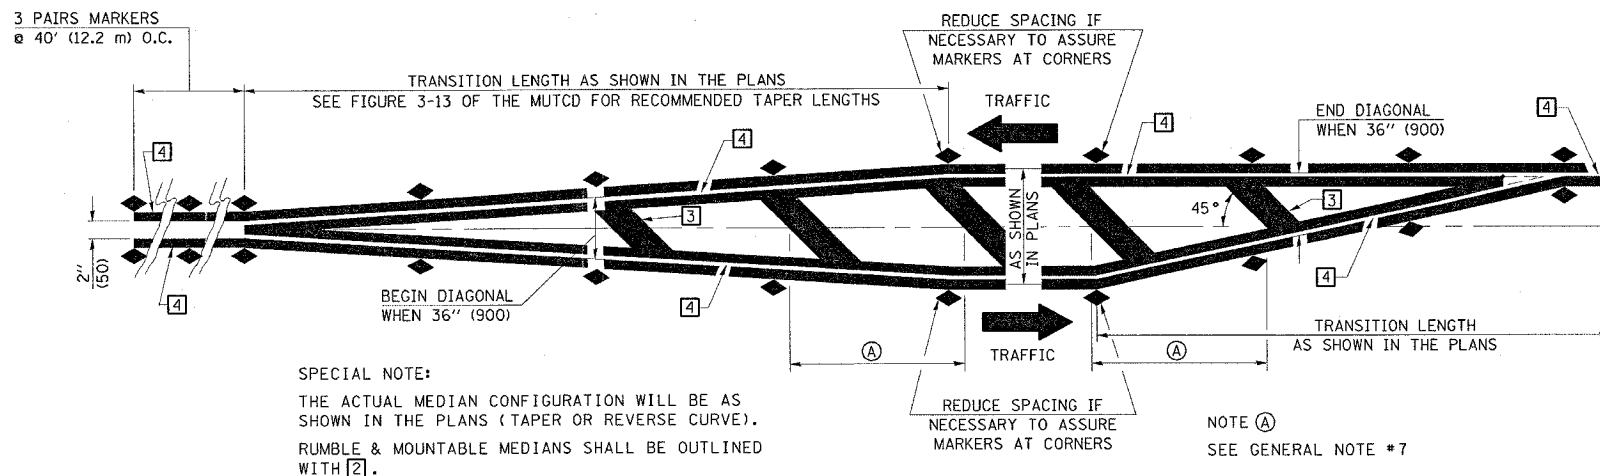 3 PAIRS MARKERS
@ 40' (12.2 m) O.C.
TRANSITION LENGTH AS SHOWN IN THE PLANS
SEE FIGURE 3-13 OF THE MUTCD FOR RECOMMENDED TAPER LENGTHS
REDUCE SPACING IF
NECESSARY TO ASSURE
MARKERS AT CORNERS
TRAFFIC
END DIAGONAL
WHEN 36" (900)
4
4
4
4
3
3
45°
AS SHOWN
IN PLANS
2"
(50)
4
4
4
BEGIN DIAGONAL
WHEN 36" (900)
TRAFFIC
A
A
TRANSITION LENGTH
AS SHOWN IN THE PLANS
SPECIAL NOTE:
THE ACTUAL MEDIAN CONFIGURATION WILL BE AS
SHOWN IN THE PLANS (TAPER OR REVERSE CURVE).
RUMBLE & MOUNTABLE MEDIANS SHALL BE OUTLINED
WITH 2.
REDUCE SPACING IF
NECESSARY TO ASSURE
MARKERS AT CORNERS
NOTE A
SEE GENERAL NOTE #7